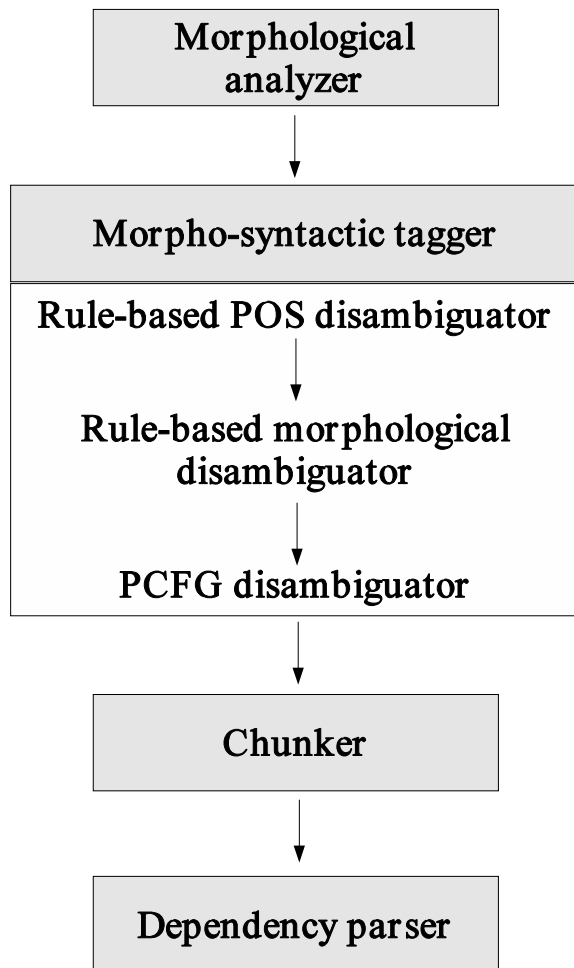 Morphological
analyzer
Morpho-syntactic tagger
Rule-based POS disambiguator
Rule-based morphological
disambiguator
PCFG disambiguator
Chunker
Dependency parser